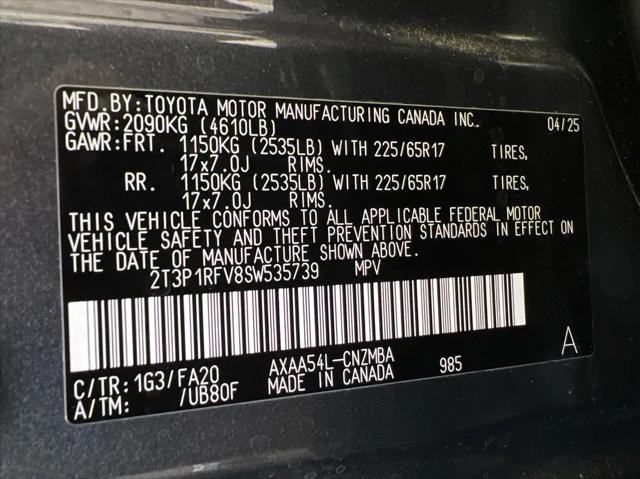 MFD.BY:TOYOTA MOTOR MANUFACTURING CANADA INC. 04/25
GVWR:2090KG (4610LB)
GAWR:FRT. 1150KG (2535LB) WITH 225/65R17 TIRES,
17x7.0J RIMS.
RR. 1150KG (2535LB) WITH 225/65R17 TIRES,
17x7.0J RIMS.
THIS VEHICLE CONFORMS TO ALL APPLICABLE FEDERAL MOTOR
VEHICLE SAFETY AND THEFT PREVENTION STANDARDS IN EFFECT ON
THE DATE OF MANUFACTURE SHOWN ABOVE.
2T3P1RFV8SW535739 MPV
C/TR:1G3/FA20 AXAA54L-CNZMBA 985 A
A/TM: /UB80F MADE IN CANADA